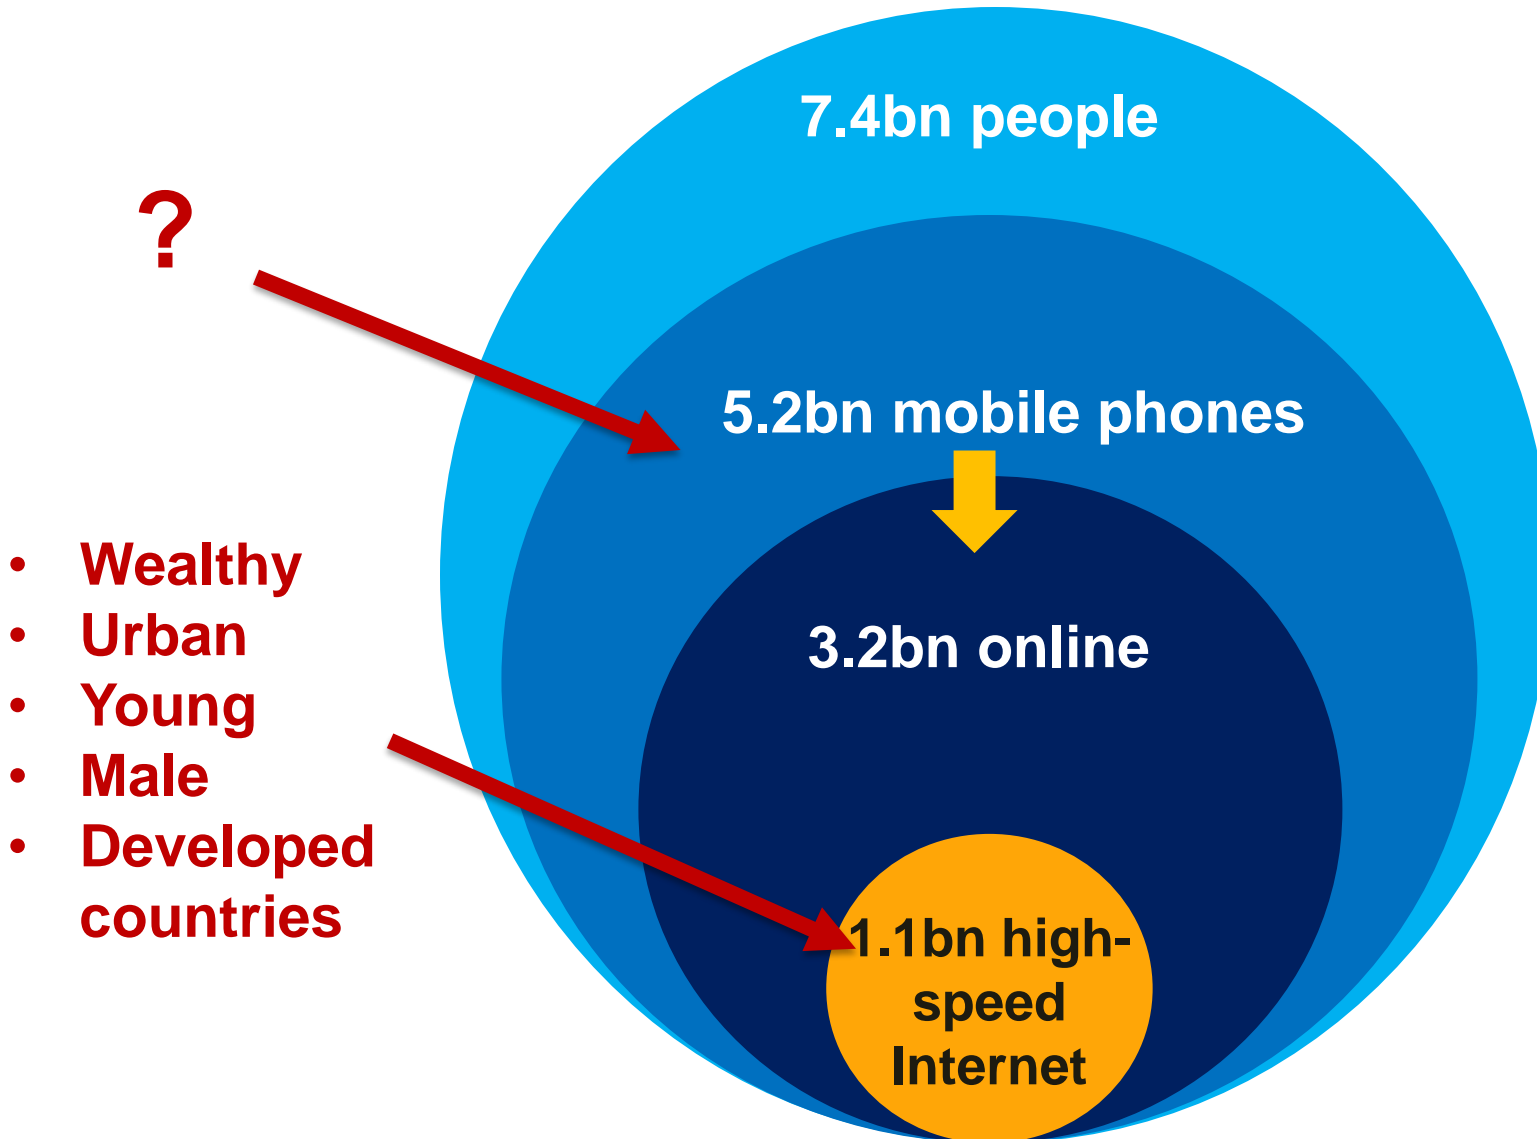 7.4bn people
?
5.2bn mobile phones
• Wealthy
• Urban
• Young
• Male
• Developed
countries
3.2bn online
1.1bn high-
speed
Internet